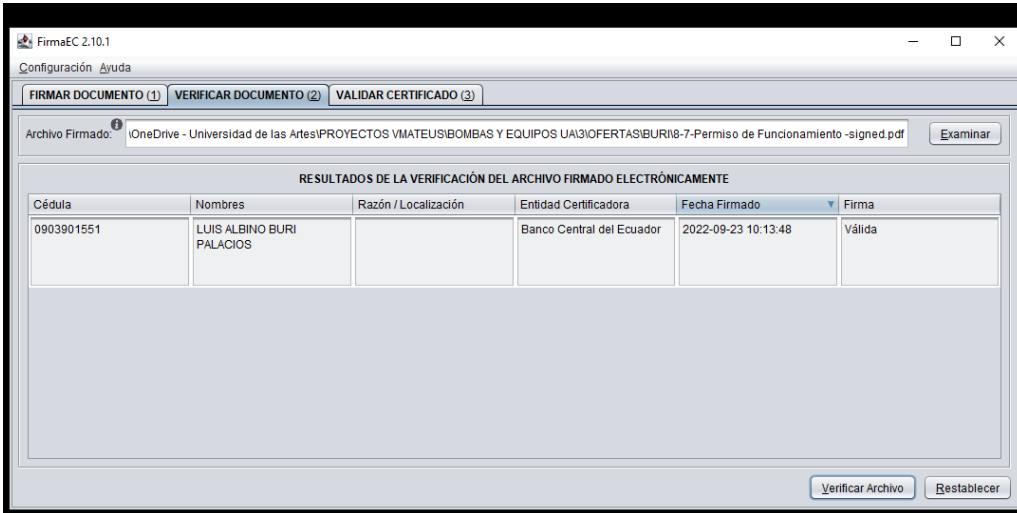 FirmaEC 2.10.1
Configuración Ayuda
FIRMAR DOCUMENTO (1) VERIFICAR DOCUMENTO (2) VALIDAR CERTIFICADO (3)
Archivo Firmado: \OneDrive - Universidad de las Artes\PROYECTOS VMATEUS\BOMBAS Y EQUIPOS UA\3\OFERTAS\BURI\8-7-Permiso de Funcionamiento -signed.pdf Examinar
RESULTADOS DE LA VERIFICACIÓN DEL ARCHIVO FIRMADO ELECTRÓNICAMENTE
Cédula Nombres Razón / Localización Entidad Certificadora Fecha Firmado Firma
0903901551 LUIS ALBINO BURI Banco Central del Ecuador 2022-09-23 10:13:48 Válida
PALACIOS
Verificar Archivo Restablecer